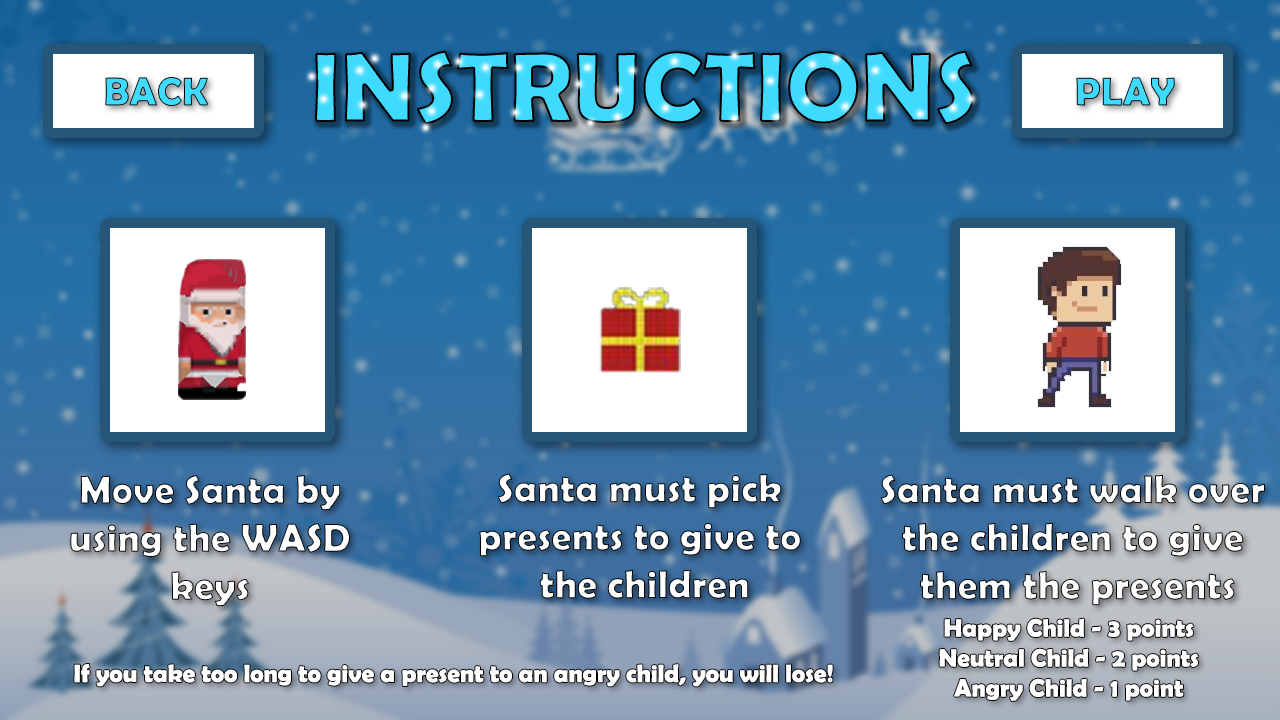 BACK
INSTRUCTIONS
PLAY
Move Santa by
using the WASD
keys
Santa must pick
presents to give to
the children
Santa must walk over
the children to give
them the presents
Happy Child - 3 points
Neutral Child - 2 points
Angry Child - 1 point
If you take too long to give a present to an angry child, you will lose!